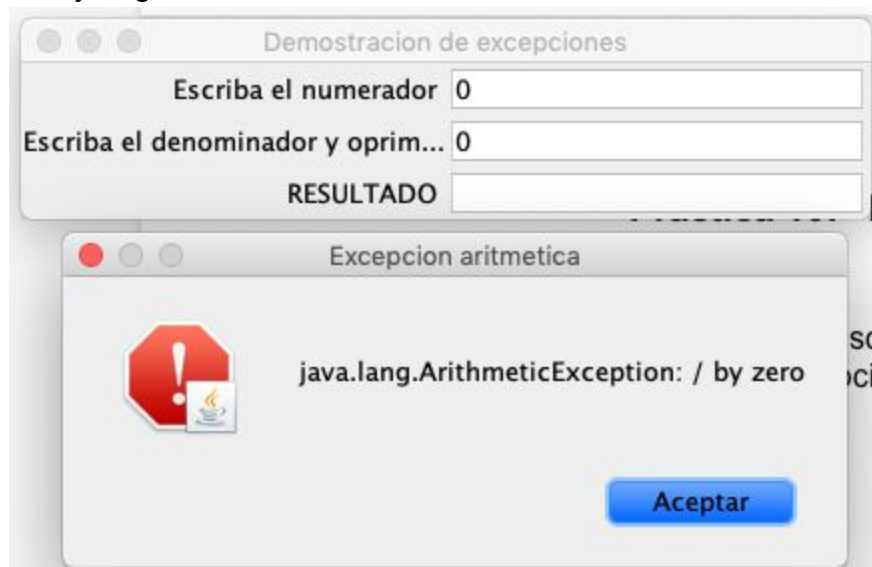 Demostracion de excepciones
Escriba el numerador 0
Escriba el denominador y oprim... 0
RESULTADO
Excepcion aritmetica
java.lang.ArithmeticException: / by zero
Aceptar